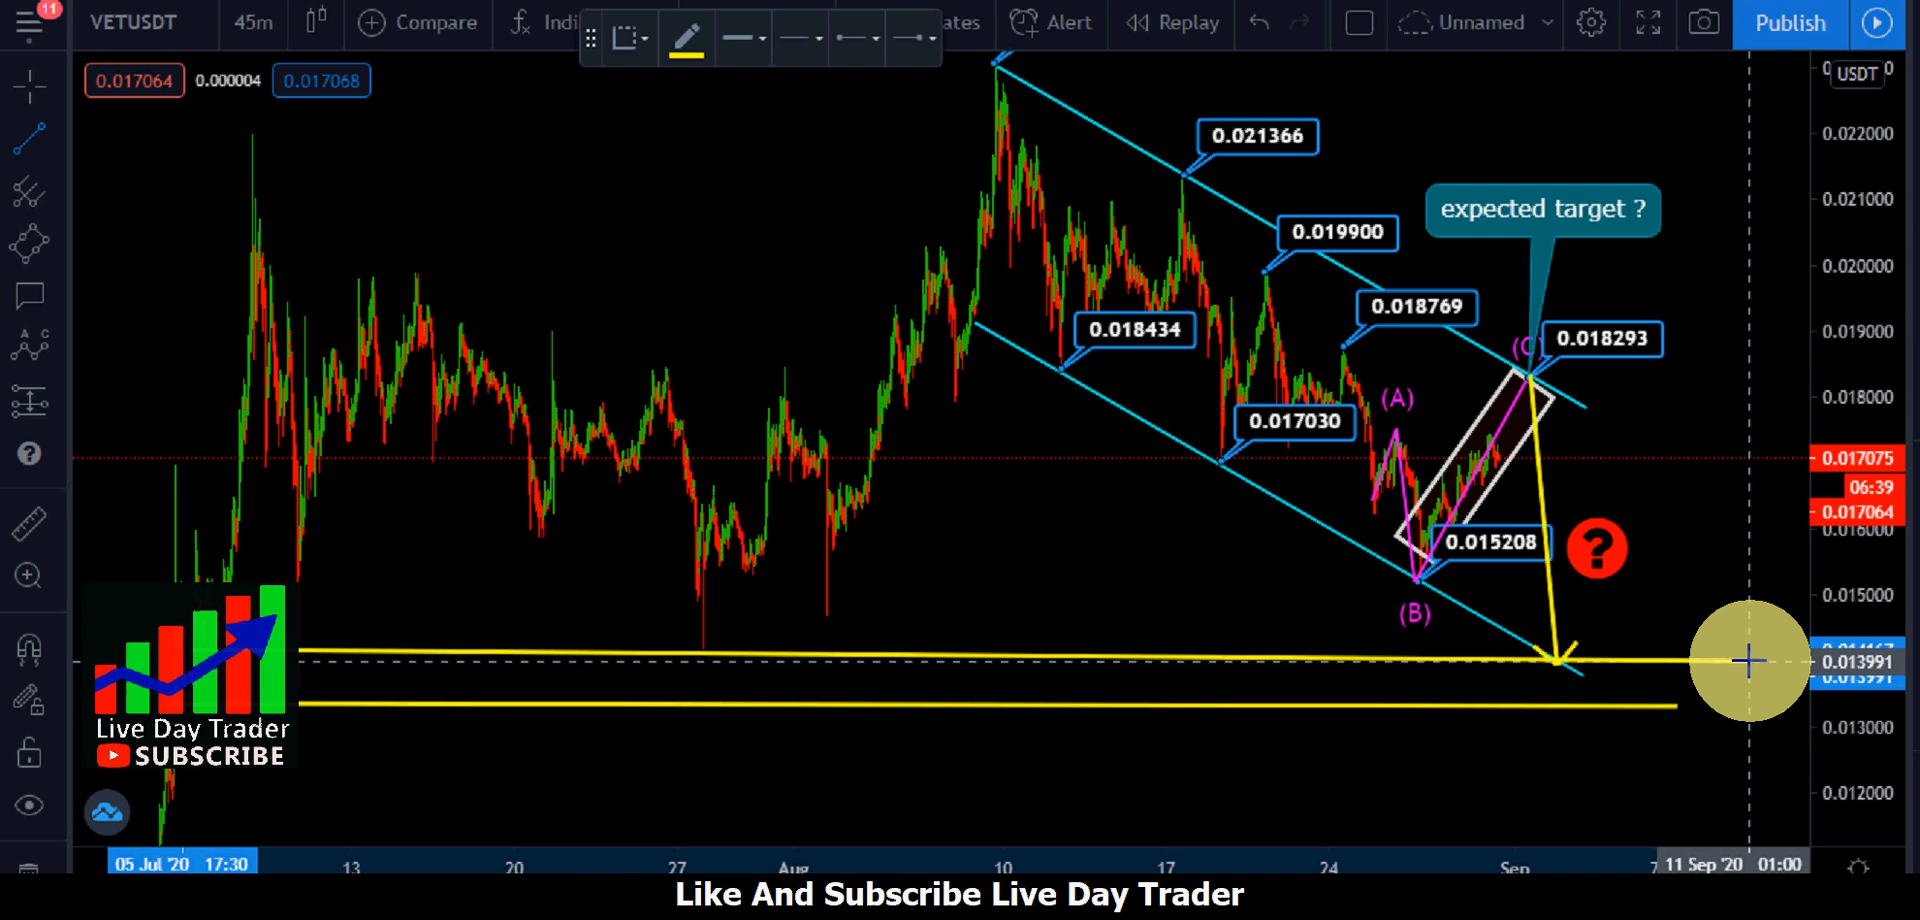 11
VETUSDT
45m
Compare
Indi
ates
Alert
Replay
Unnamed
Publish
0.017064
0.000004
0.017068
USDT
0.022000
0.021000
0.020000
0.019000
0.018000
0.017075
06:39
0.017064
0.016000
0.015000
0.013991
0.013991
0.013000
0.012000
0.021366
expected target ?
0.019900
0.018769
0.018434
(C)
0.018293
(A)
0.017030
0.015208
?
(B)
Live Day Trader
SUBSCRIBE
05 Jul '20 17:30
13
20
27
Aug
10
17
24
Sep
7
11 Sep '20 01:00
Like And Subscribe Live Day Trader